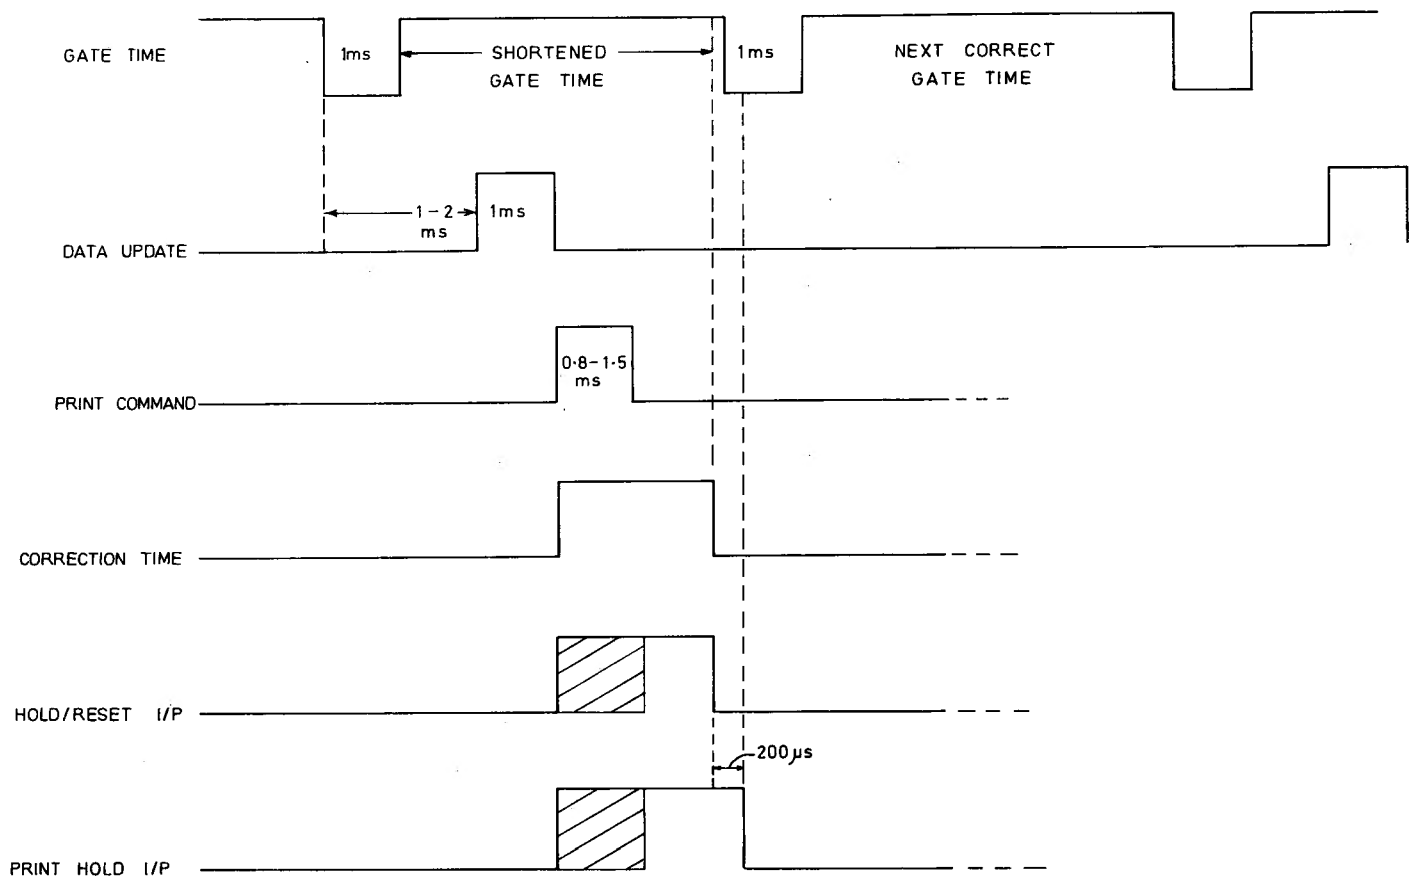 GATE TIME
1ms
SHORTENED
GATE TIME
1ms
NEXT CORRECT
GATE TIME
1-2
ms
1ms
DATA UPDATE
0·8-1·5
ms
PRINT COMMAND
CORRECTION TIME
HOLD/RESET I/P
200µs
PRINT HOLD I/P